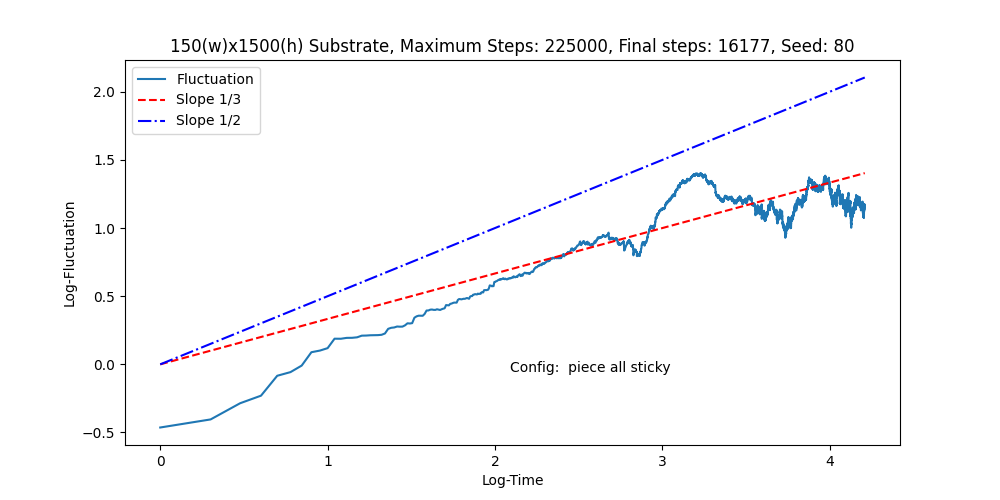 150(w)x1500(h) Substrate, Maximum Steps: 225000, Final steps: 16177, Seed: 80
Fluctuation
Slope 1/3
Slope 1/2
2.0
1.5
1.0
0.5
0.0
−0.5
Log-Fluctuation
Config:  piece all sticky
0 1 2 3 4
Log-Time